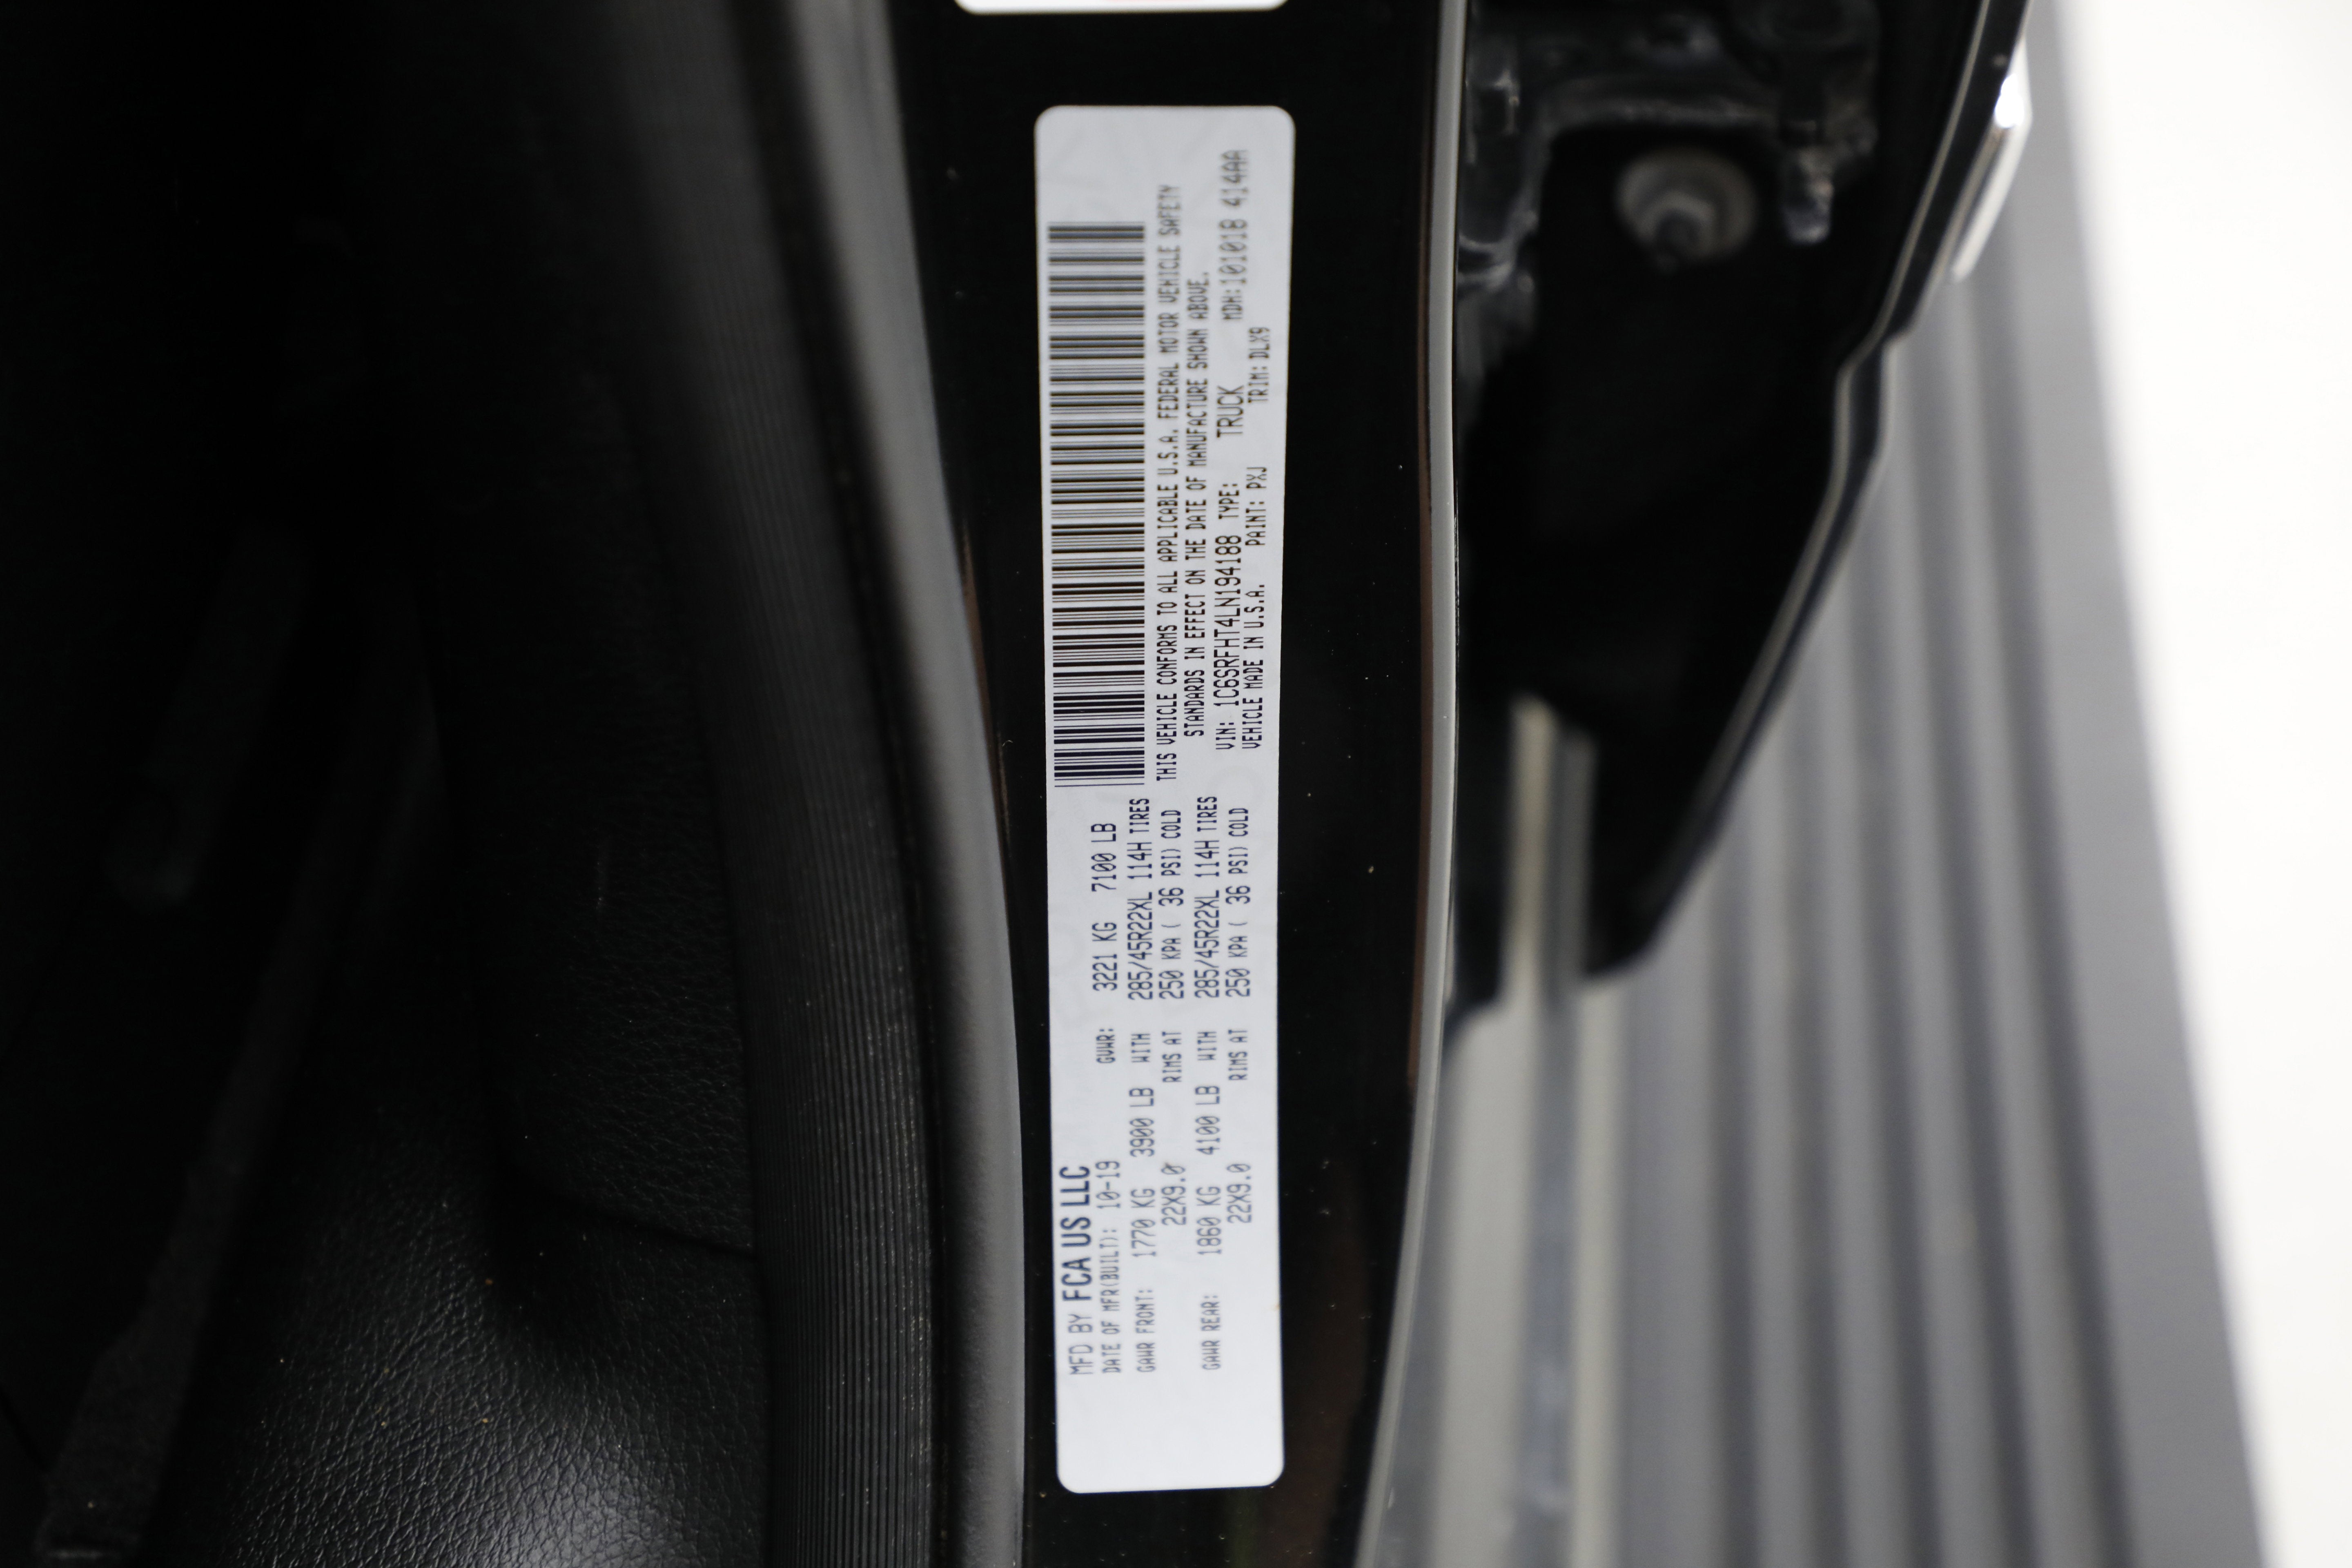 MFD BY FCA US LLC
DATE OF MFR(BUILT): 10-19 GVWR: 3221 KG 7100 LB
GAWR FRONT: 1770 KG 3900 LB WITH 285/45R22XL 114H TIRES
22X9.0 RIMS AT 250 KPA ( 36 PSI) COLD
GAWR REAR: 1860 KG 4100 LB WITH 285/45R22XL 114H TIRES
22X9.0 RIMS AT 250 KPA ( 36 PSI) COLD
THIS VEHICLE CONFORMS TO ALL APPLICABLE U.S.A. FEDERAL MOTOR VEHICLE SAFETY
STANDARDS IN EFFECT ON THE DATE OF MANUFACTURE SHOWN ABOVE.
VIN: 1C6SRFHT4LN194188 TYPE: TRUCK MDH:101018 414AA
VEHICLE MADE IN U.S.A. PAINT: PXJ TRIM: DLX9